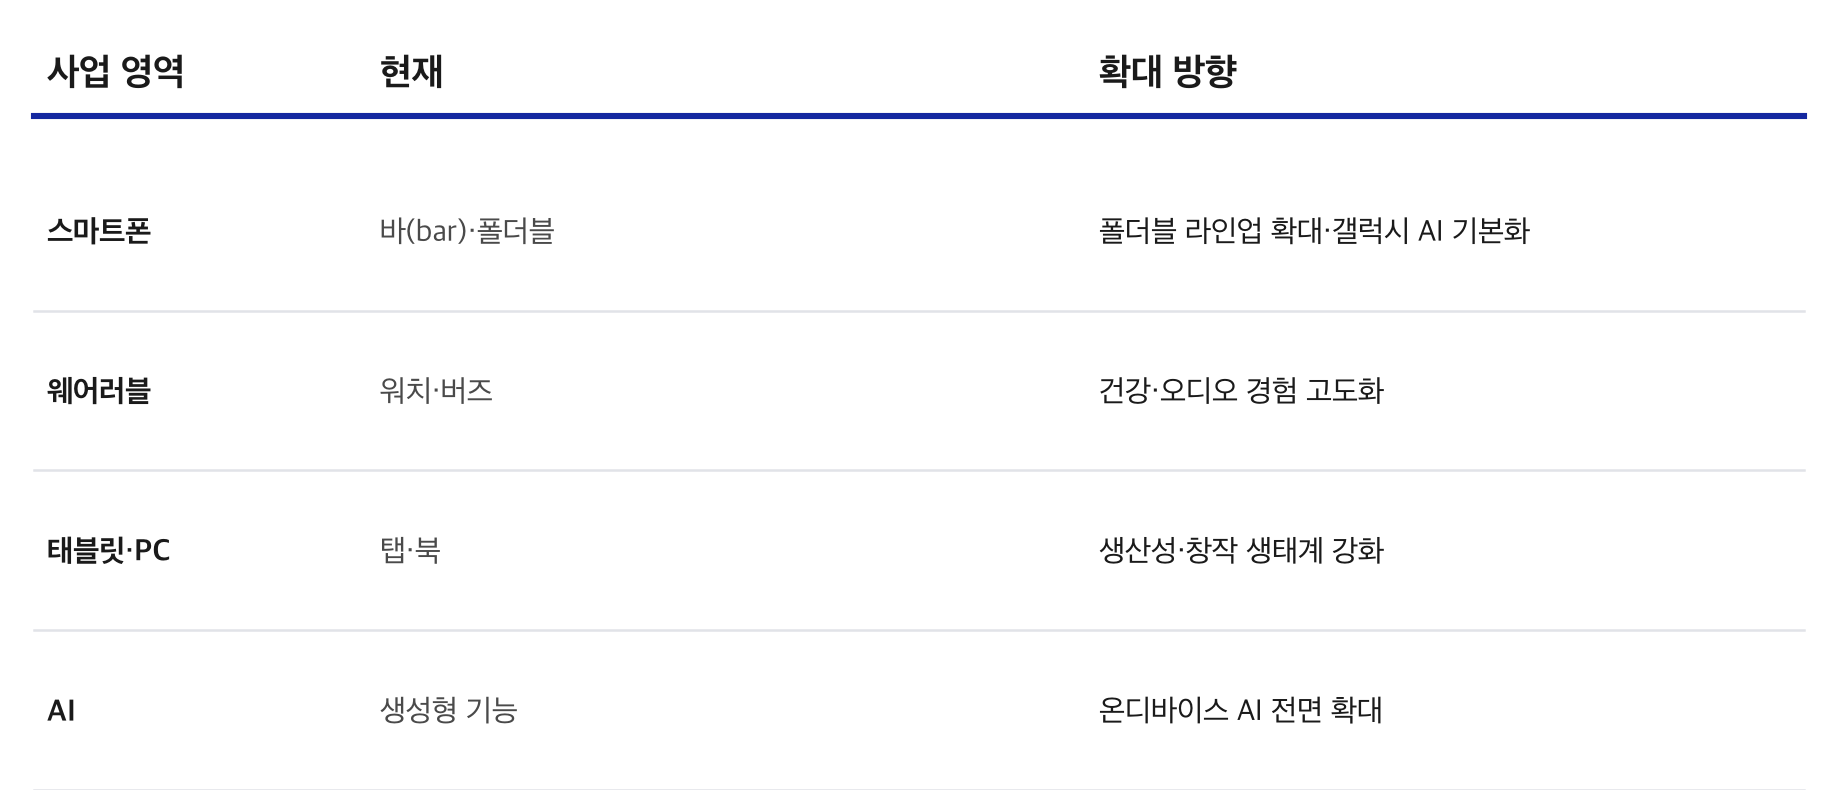 사업 영역 현재 확대 방향
스마트폰 바(bar)·폴더블 폴더블 라인업 확대·갤럭시 AI 기본화
웨어러블 워치·버즈 건강·오디오 경험 고도화
태블릿·PC 탭·북 생산성·창작 생태계 강화
AI 생성형 기능 온디바이스 AI 전면 확대